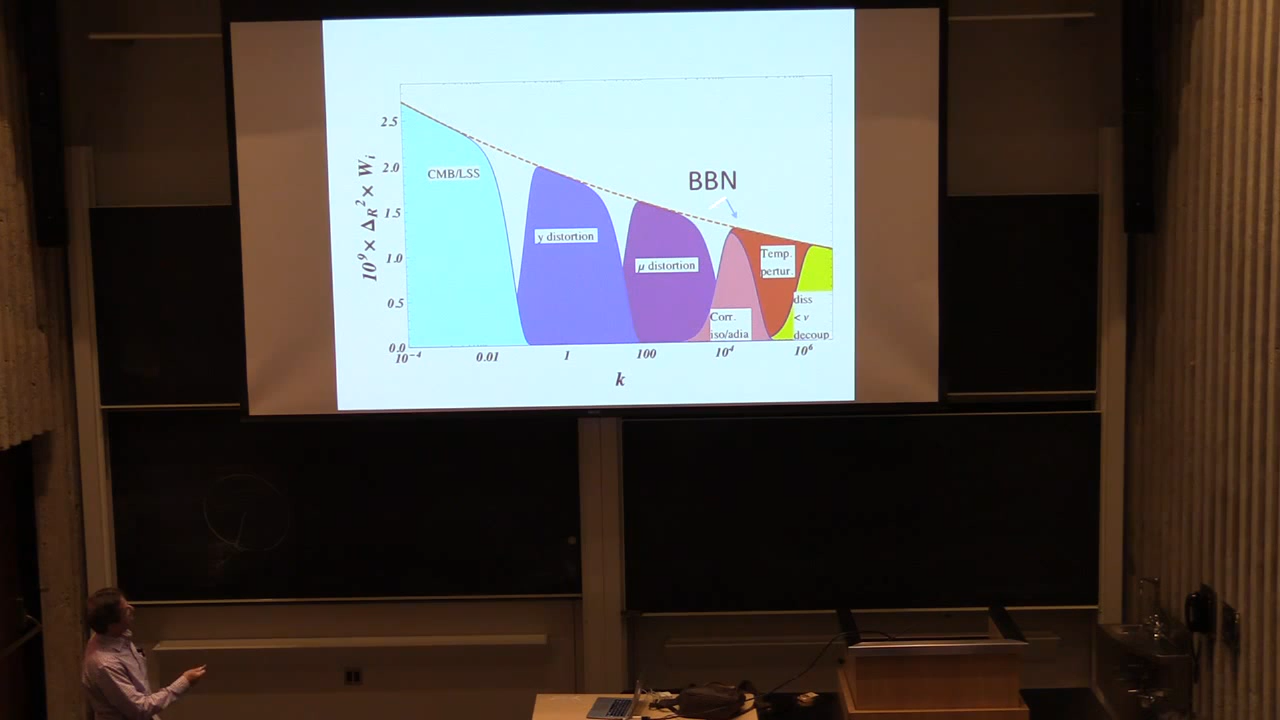 10⁹× Δ_R²× W_i
2.5
2.0
1.5
1.0
0.5
0.0
CMB/LSS
y distortion
μ distortion
BBN
Corr.
iso/adia
Temp.
pertur.
diss
< ν
decoup
10⁻⁴
0.01
1
100
10⁴
10⁶
k